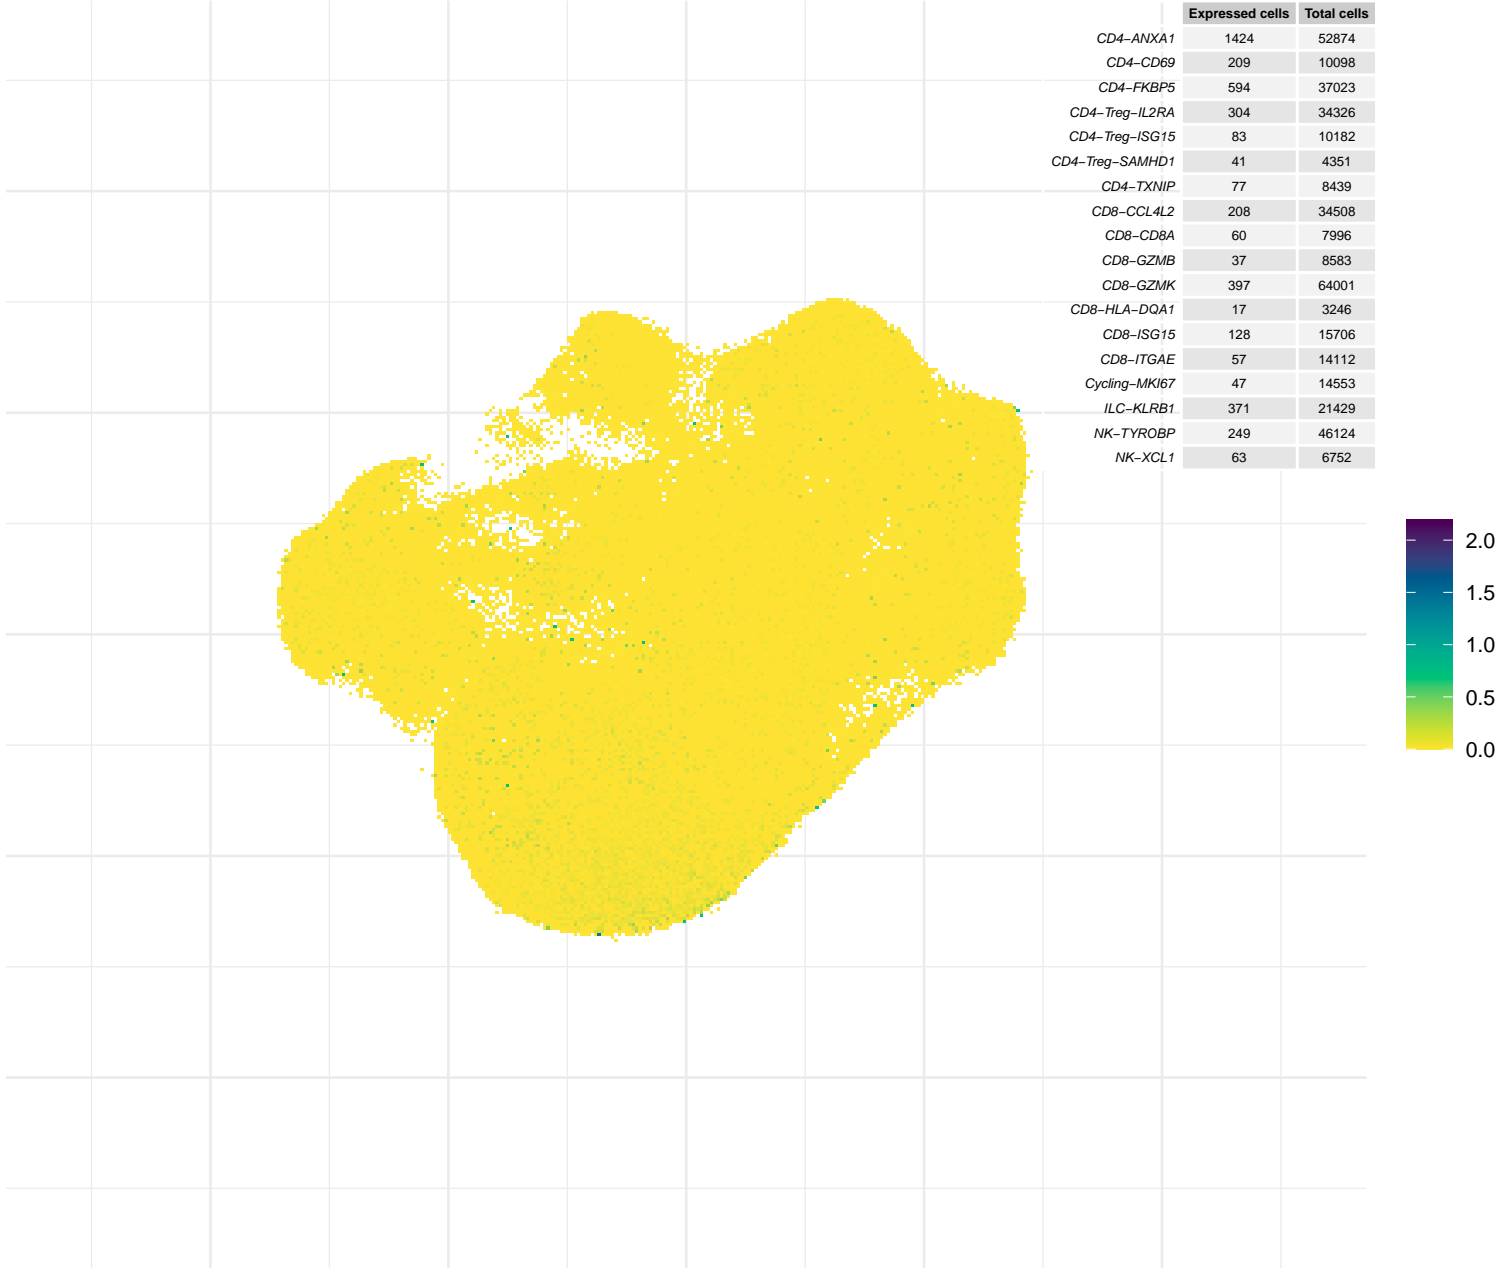 Expressed cells Total cells
CD4−ANXA1 1424 52874
CD4−CD69 209 10098
CD4−FKBP5 594 37023
CD4−Treg−IL2RA 304 34326
CD4−Treg−ISG15 83 10182
CD4−Treg−SAMHD1 41 4351
CD4−TXNIP 77 8439
CD8−CCL4L2 208 34508
CD8−CD8A 60 7996
CD8−GZMB 37 8583
CD8−GZMK 397 64001
CD8−HLA−DQA1 17 3246
CD8−ISG15 128 15706
CD8−ITGAE 57 14112
Cycling−MKI67 47 14553
ILC−KLRB1 371 21429
NK−TYROBP 249 46124
NK−XCL1 63 6752
2.0
1.5
1.0
0.5
0.0